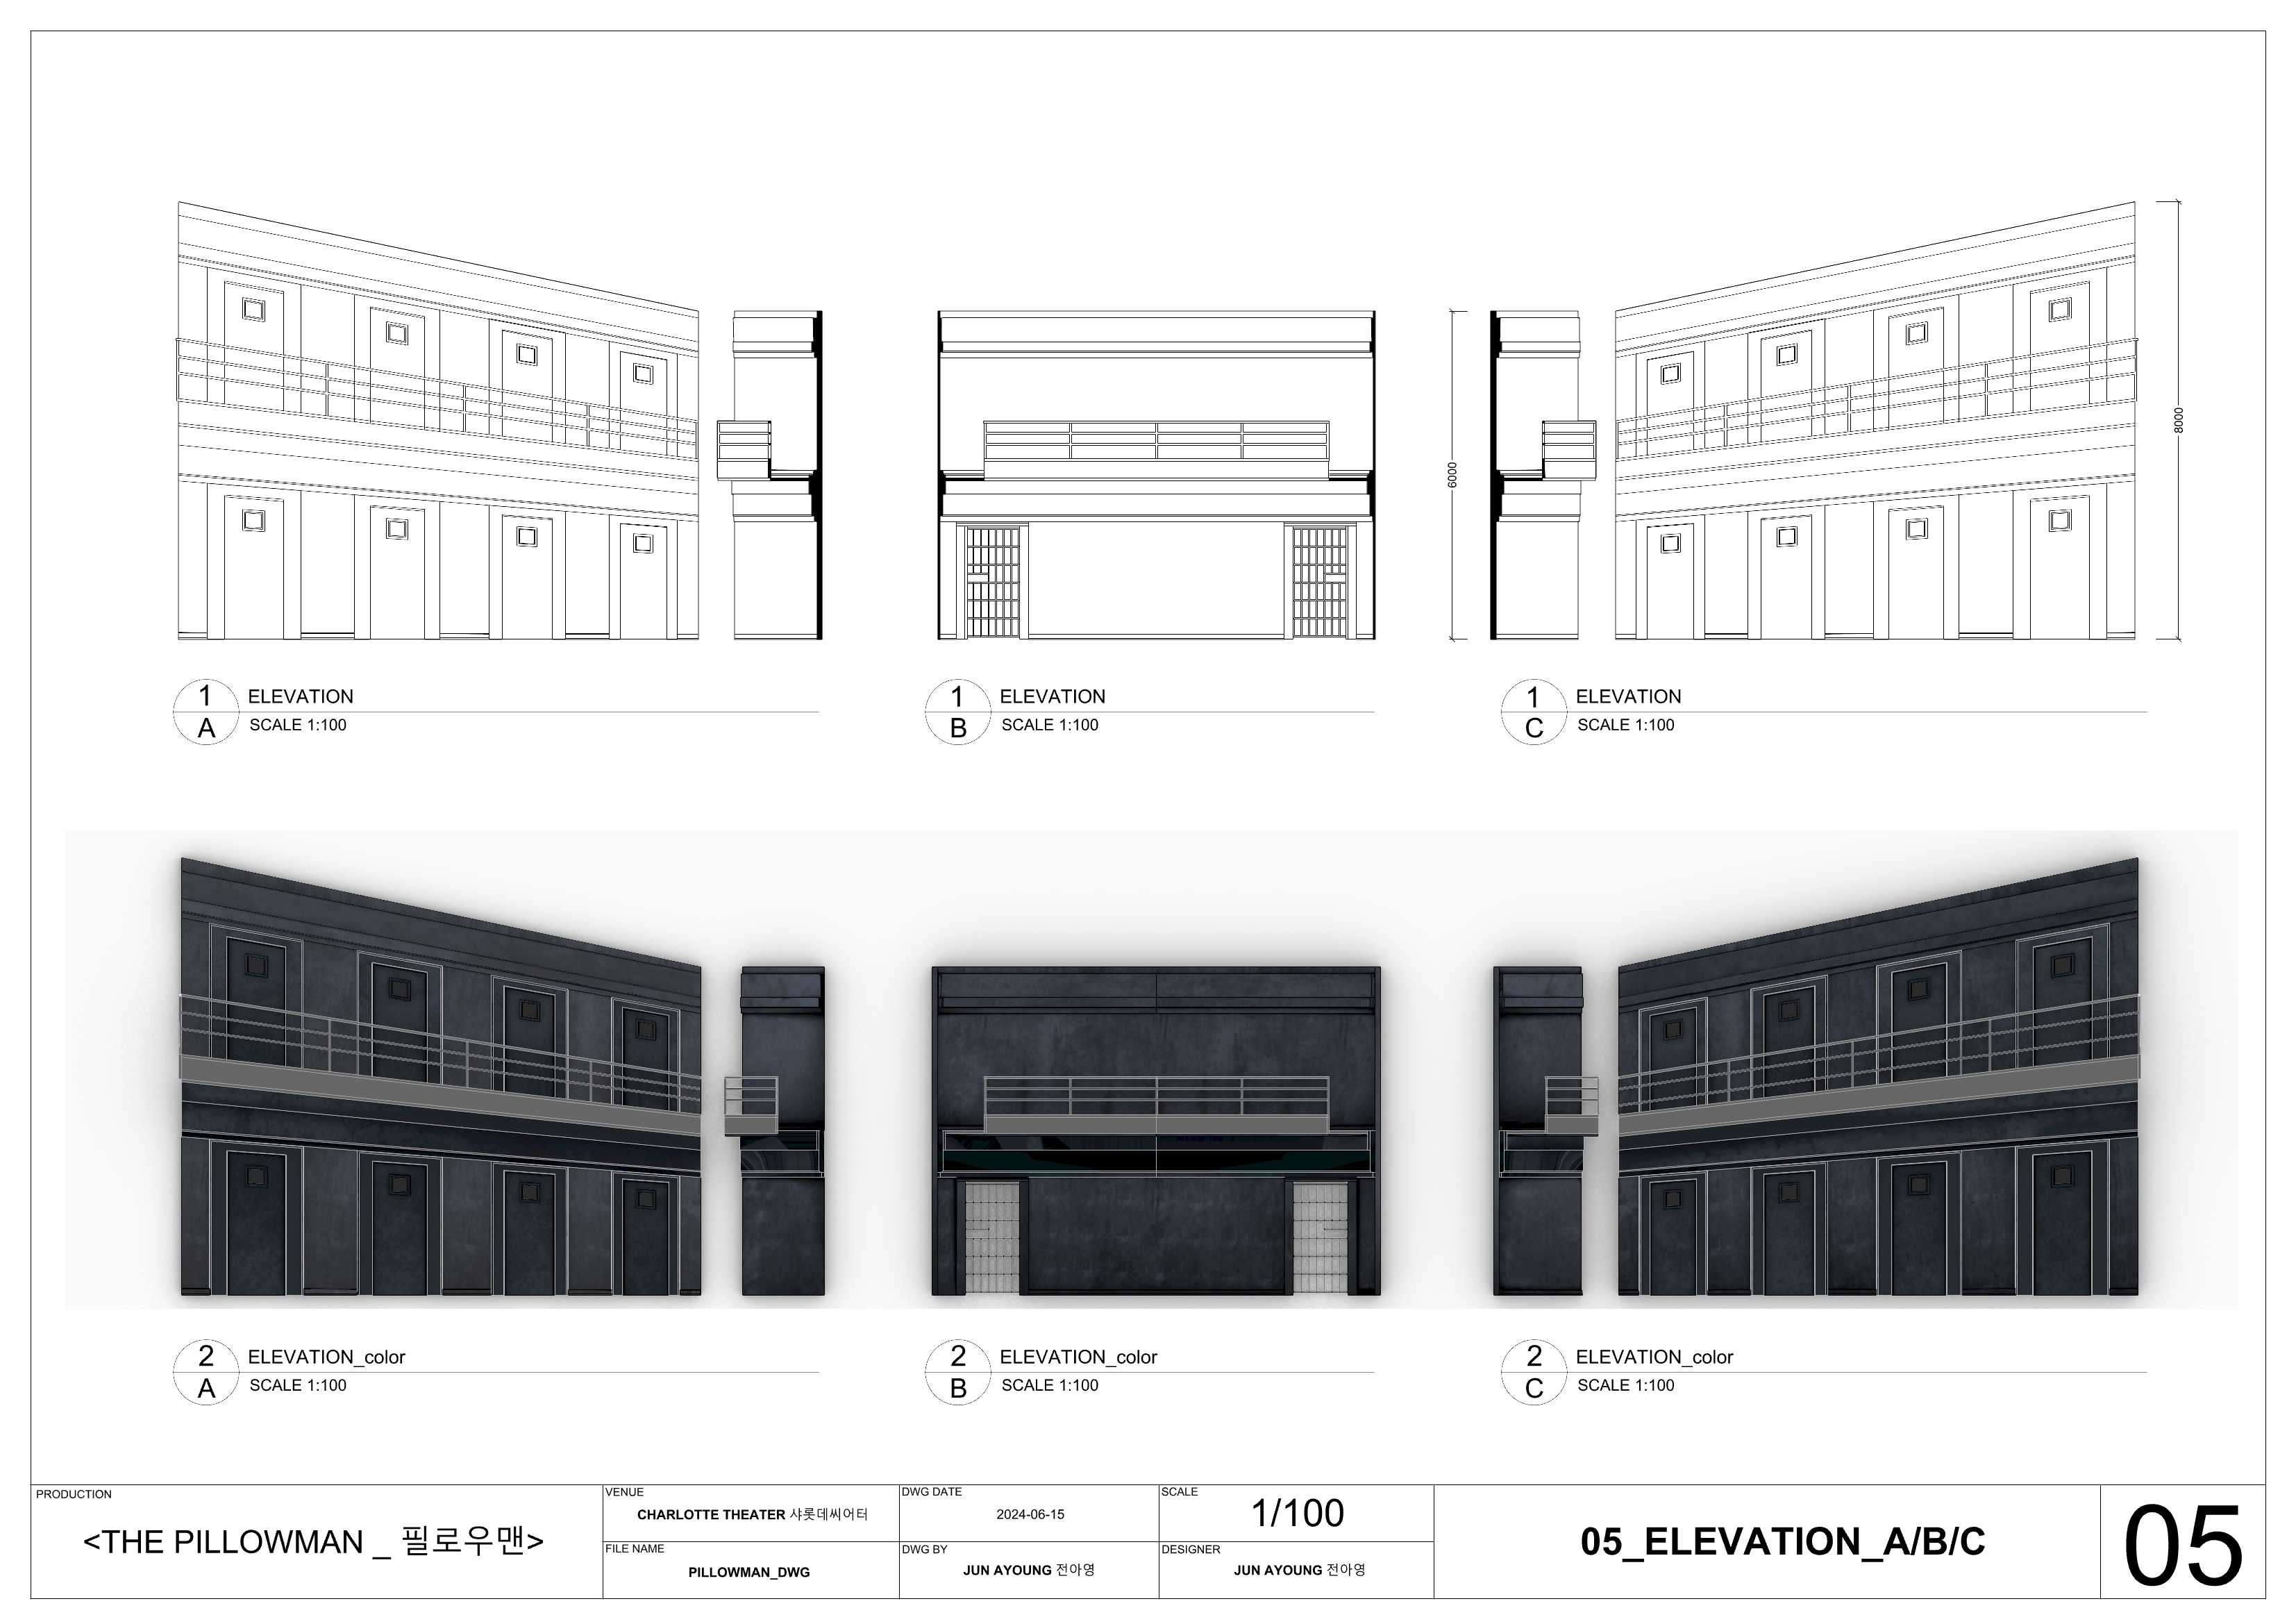 8000
6000
1
A
ELEVATION
SCALE 1:100
1
B
ELEVATION
SCALE 1:100
1
C
ELEVATION
SCALE 1:100
2
A
ELEVATION_color
SCALE 1:100
2
B
ELEVATION_color
SCALE 1:100
2
C
ELEVATION_color
SCALE 1:100
PRODUCTION
<THE PILLOWMAN _ 필로우맨>
VENUE
CHARLOTTE THEATER 샤롯데씨어터
FILE NAME
PILLOWMAN_DWG
DWG DATE
2024-06-15
DWG BY
JUN AYOUNG 전아영
SCALE
1/100
DESIGNER
JUN AYOUNG 전아영
05_ELEVATION_A/B/C
05